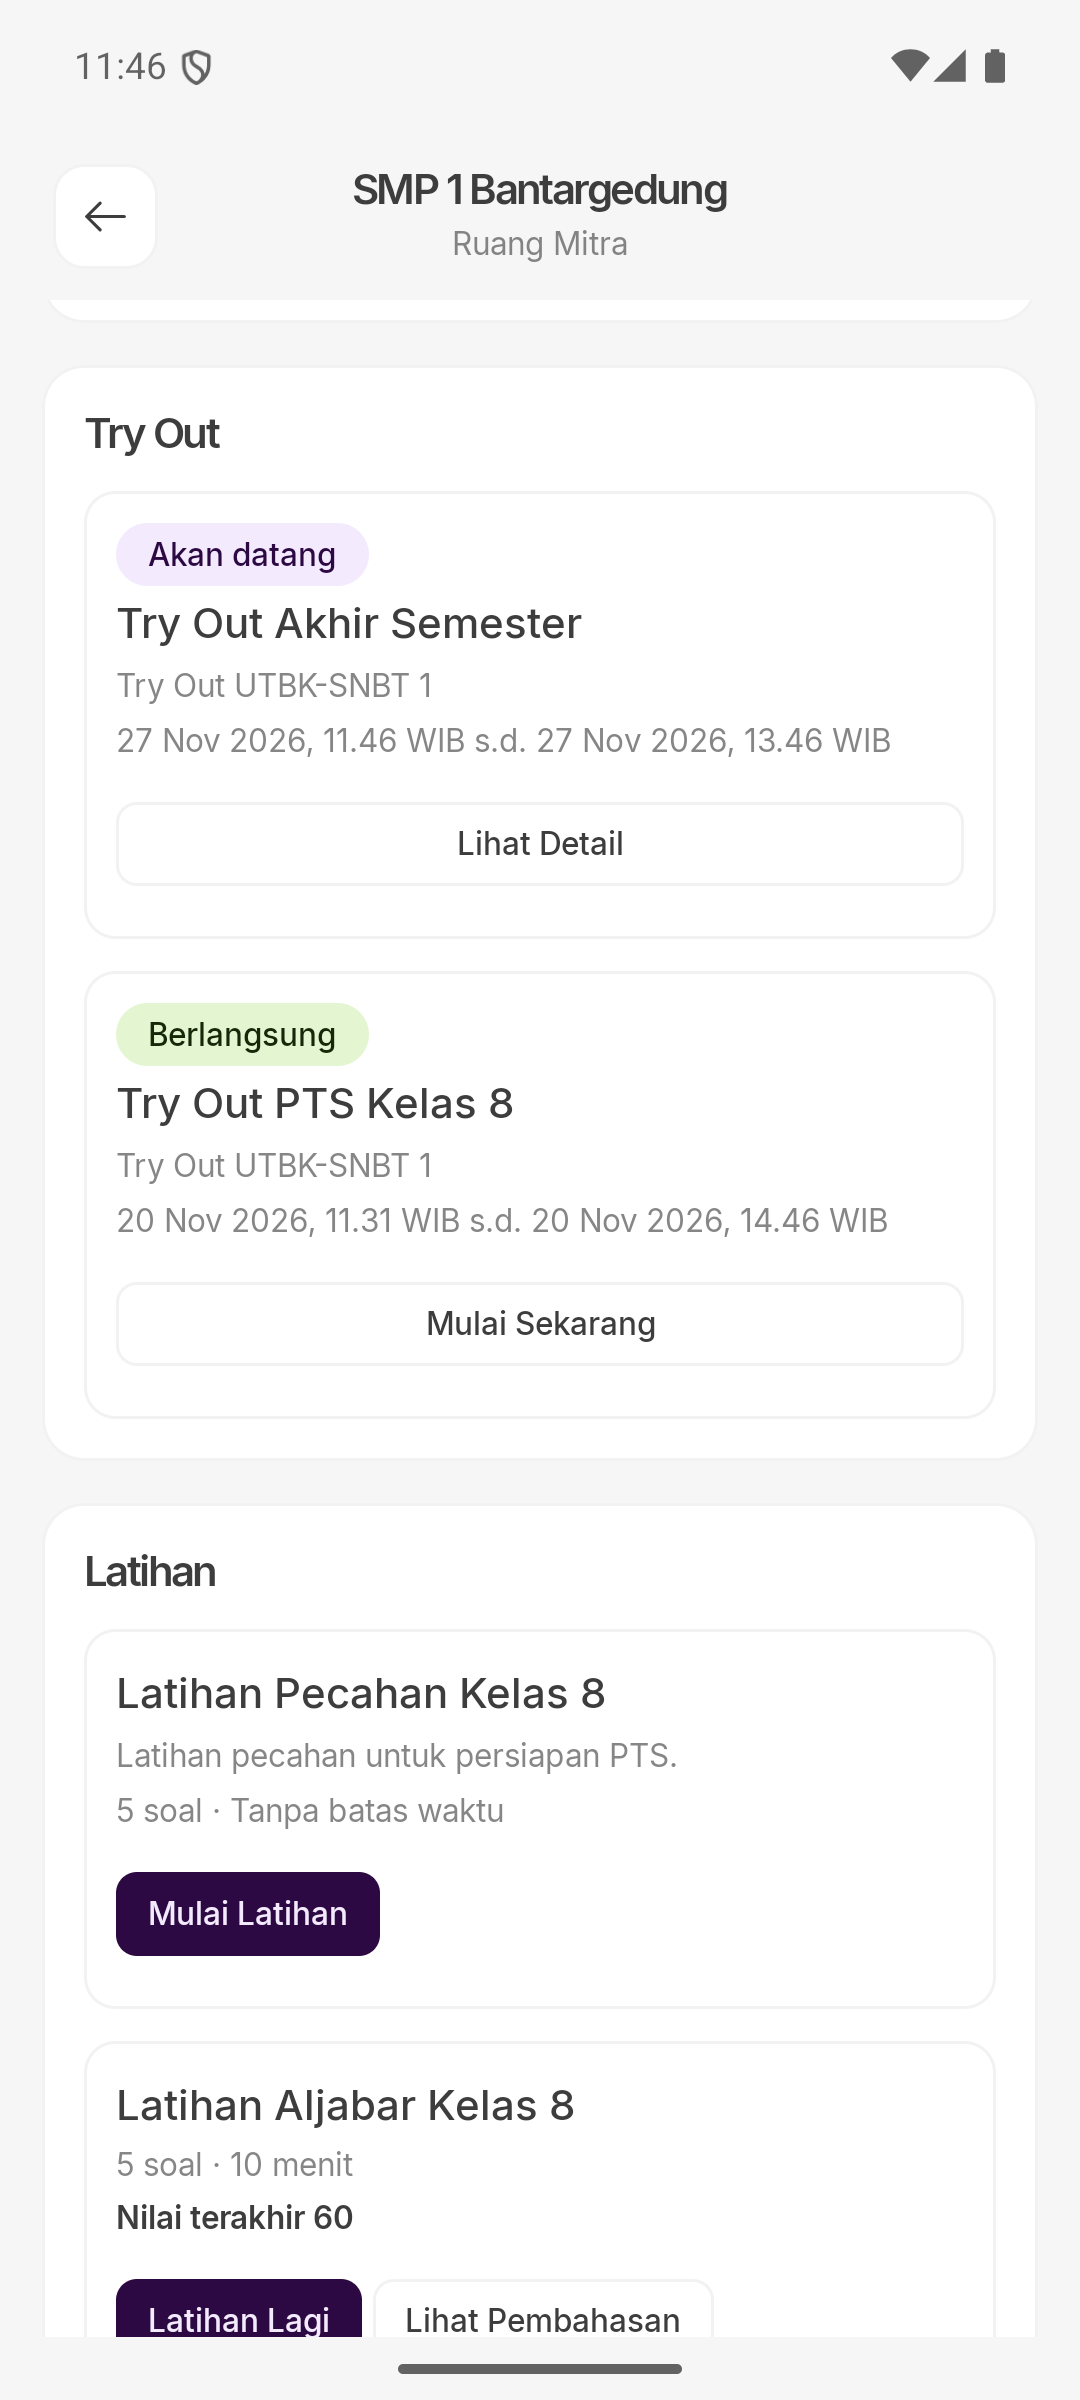 11:46
SMP 1 Bantargedung
Ruang Mitra
Try Out
Akan datang
Try Out Akhir Semester
Try Out UTBK-SNBT 1
27 Nov 2026, 11.46 WIB s.d. 27 Nov 2026, 13.46 WIB
Lihat Detail
Berlangsung
Try Out PTS Kelas 8
Try Out UTBK-SNBT 1
20 Nov 2026, 11.31 WIB s.d. 20 Nov 2026, 14.46 WIB
Mulai Sekarang
Latihan
Latihan Pecahan Kelas 8
Latihan pecahan untuk persiapan PTS.
5 soal · Tanpa batas waktu
Mulai Latihan
Latihan Aljabar Kelas 8
5 soal · 10 menit
Nilai terakhir 60
Latihan Lagi
Lihat Pembahasan